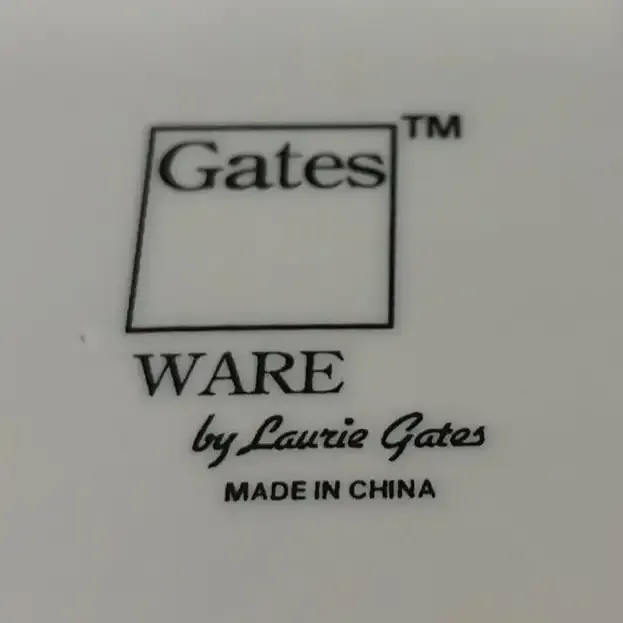 Gates™
WARE
by Laurie Gates
MADE IN CHINA